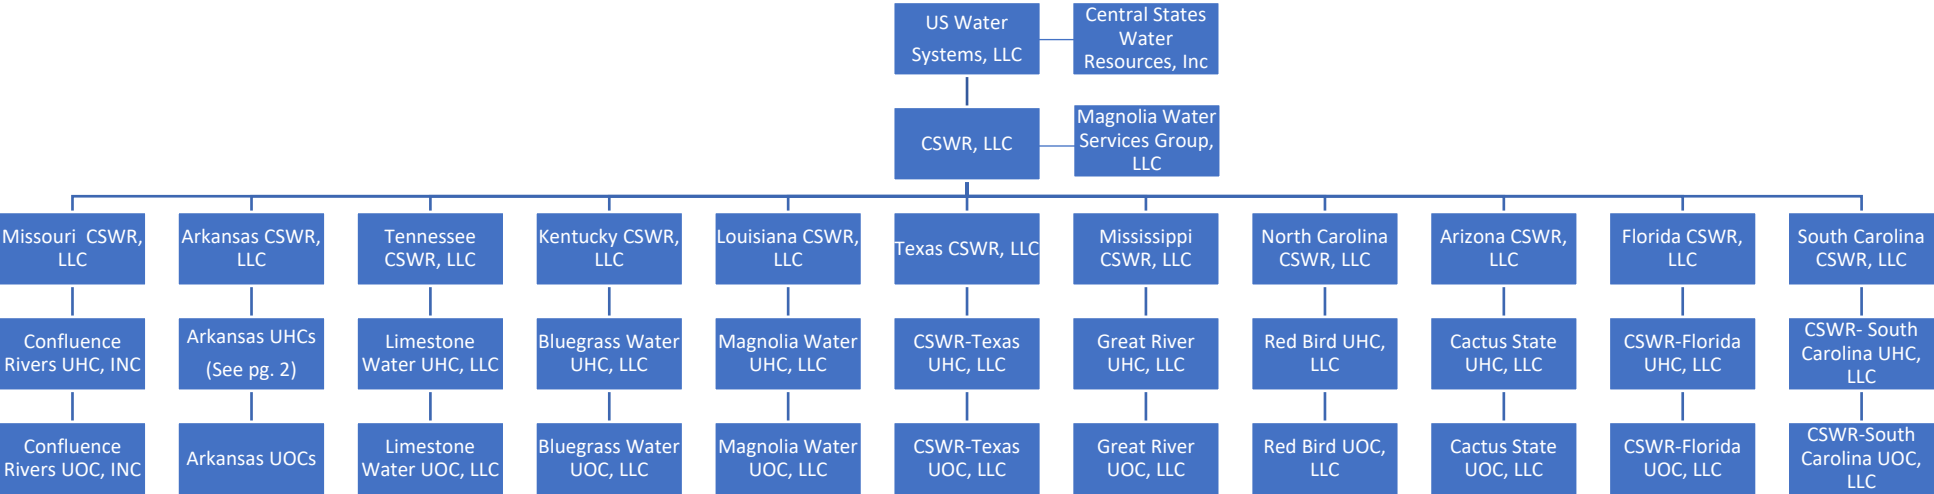 US Water
Systems, LLC
Central States
Water
Resources, Inc
CSWR, LLC
Magnolia Water
Services Group,
LLC
Missouri  CSWR,
LLC
Arkansas CSWR,
LLC
Tennessee
CSWR, LLC
Kentucky CSWR,
LLC
Louisiana CSWR,
LLC
Texas CSWR, LLC
Mississippi
CSWR, LLC
North Carolina
CSWR, LLC
Arizona CSWR,
LLC
Florida CSWR,
LLC
South Carolina
CSWR, LLC
Confluence
Rivers UHC, INC
Arkansas UHCs
(See pg. 2)
Limestone
Water UHC, LLC
Bluegrass Water
UHC, LLC
Magnolia Water
UHC, LLC
CSWR-Texas
UHC, LLC
Great River
UHC, LLC
Red Bird UHC,
LLC
Cactus State
UHC, LLC
CSWR-Florida
UHC, LLC
CSWR- South
Carolina UHC,
LLC
Confluence
Rivers UOC, INC
Arkansas UOCs
Limestone
Water UOC, LLC
Bluegrass Water
UOC, LLC
Magnolia Water
UOC, LLC
CSWR-Texas
UOC, LLC
Great River
UOC, LLC
Red Bird UOC,
LLC
Cactus State
UOC, LLC
CSWR-Florida
UOC, LLC
CSWR-South
Carolina UOC,
LLC